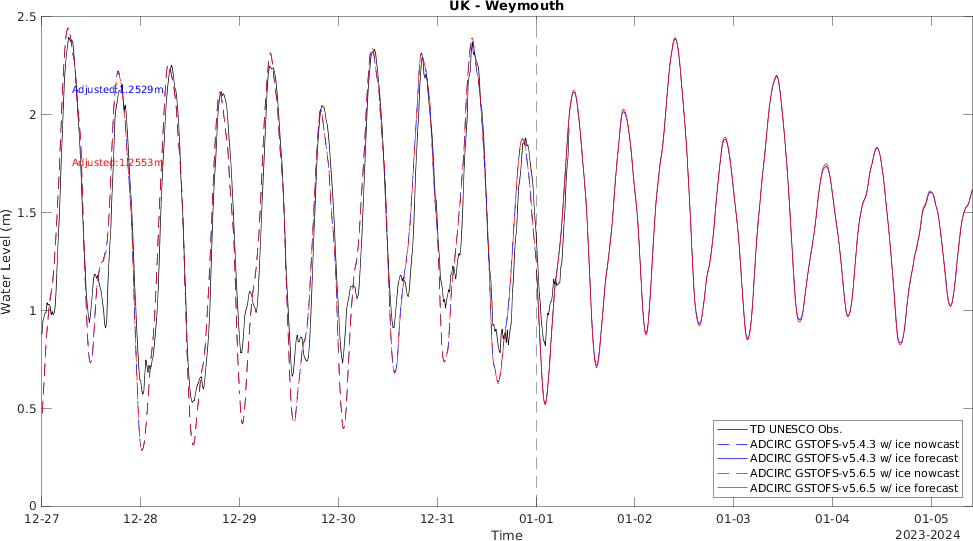 UK - Weymouth
2.5
2
1.5
1
0.5
0
Water Level (m)
Adjusted:1.2529m
Adjusted:1.2553m
TD UNESCO Obs.
ADCIRC GSTOFS-v5.4.3 w/ ice nowcast
ADCIRC GSTOFS-v5.4.3 w/ ice forecast
ADCIRC GSTOFS-v5.6.5 w/ ice nowcast
ADCIRC GSTOFS-v5.6.5 w/ ice forecast
12-27 12-28 12-29 12-30 12-31 01-01 01-02 01-03 01-04 01-05
Time
2023-2024